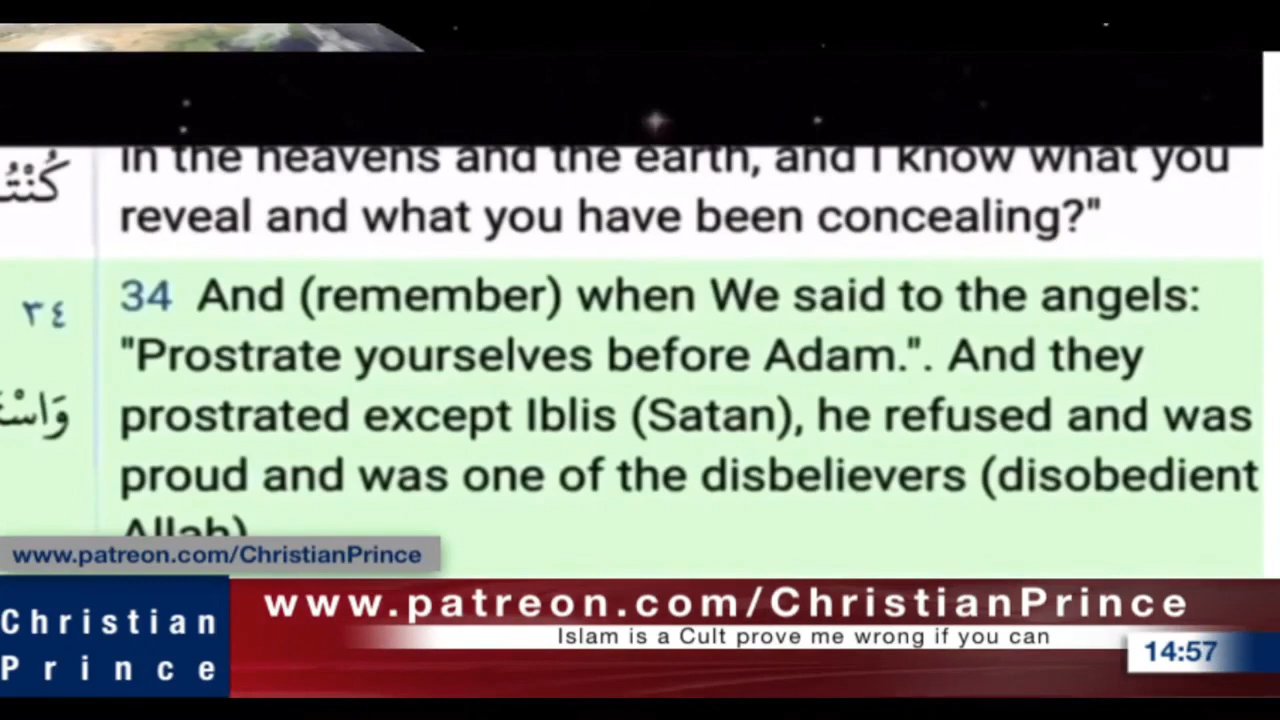 in the heavens and the earth, and I know what you
reveal and what you have been concealing?"
34 And (remember) when We said to the angels:
"Prostrate yourselves before Adam.". And they
prostrated except Iblis (Satan), he refused and was
proud and was one of the disbelievers (disobedient
Allah)
٣٤
www.patreon.com/ChristianPrince
Christian
Prince
www.patreon.com/ChristianPrince
Islam is a Cult prove me wrong if you can
14:57